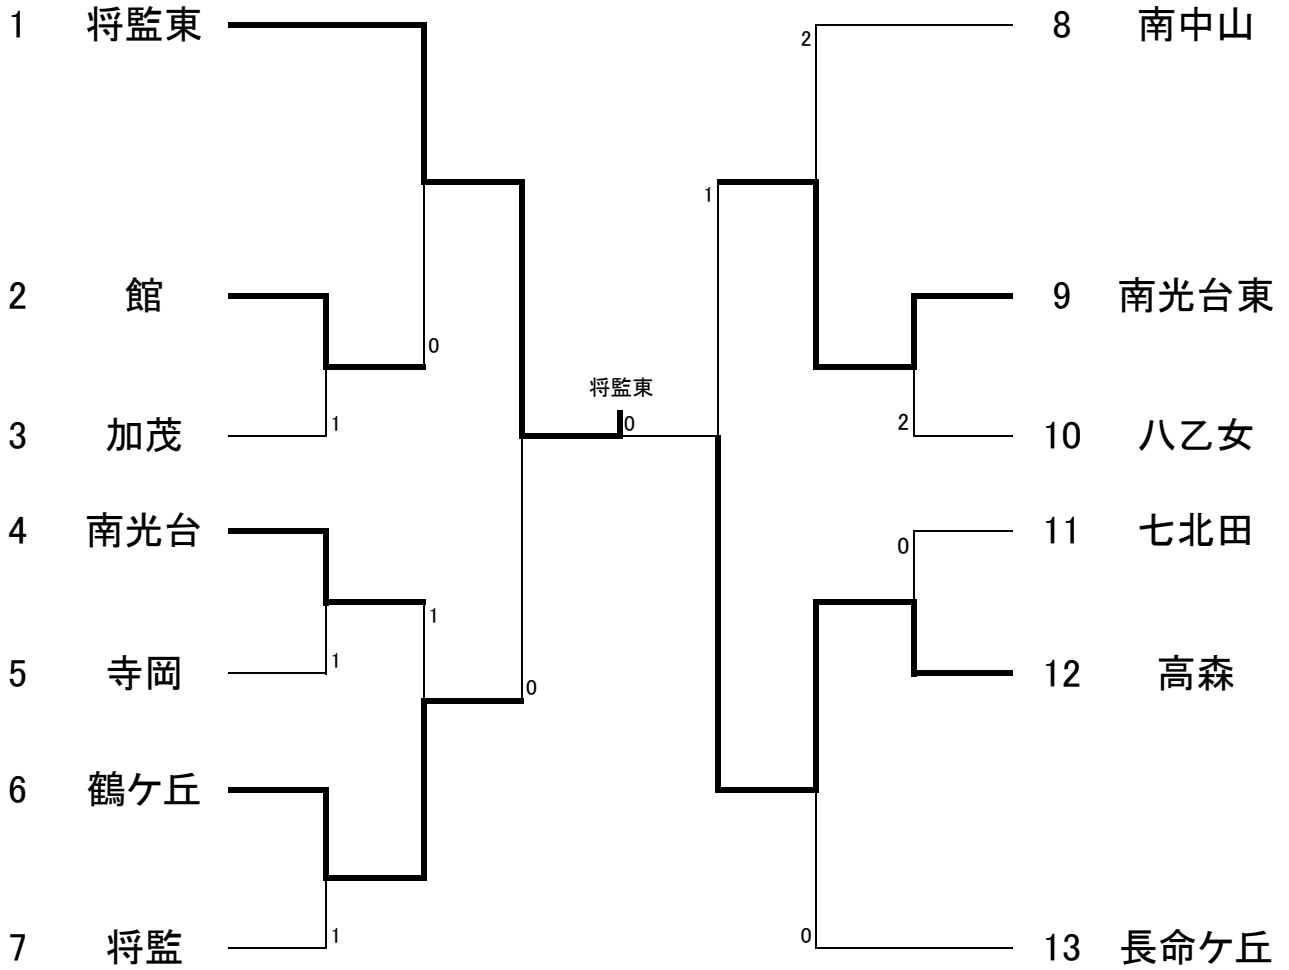 1 将監東
2 館
0
3 加茂
1
4 南光台
1
5 寺岡
1
0
6 鶴ケ丘
7 将監
1
将監東
0
8 南中山
2
1
9 南光台東
10 八乙女
2
11 七北田
0
12 高森
13 長命ケ丘
0